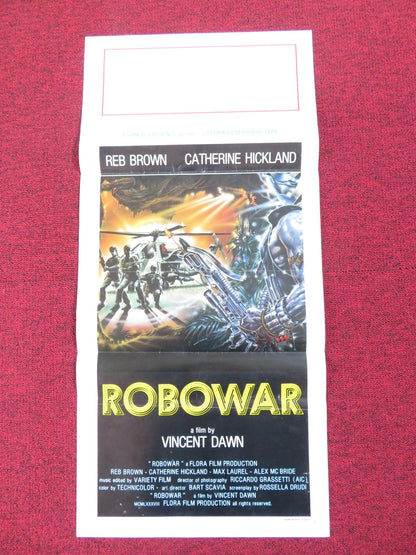 REB BROWN CATHERINE HICKLAND
ROBOWAR
a film by
VINCENT DAWN
"ROBOWAR" a FLORA FILM PRODUCTION
REB BROWN - CATHERINE HICKLAND - MAX LAUREL - ALEX MC BRIDE
music edited by VARIETY FILM director of photography RICCARDO GRASSETTI (AIC)
color by TECHNICOLOR - art director BART SCAVIA screenplay by ROSSELLA DRUDI
"ROBOWAR" a film by VINCENT DAWN
MCMLXXXVIII FLORA FILM PRODUCTION all rights reserved.